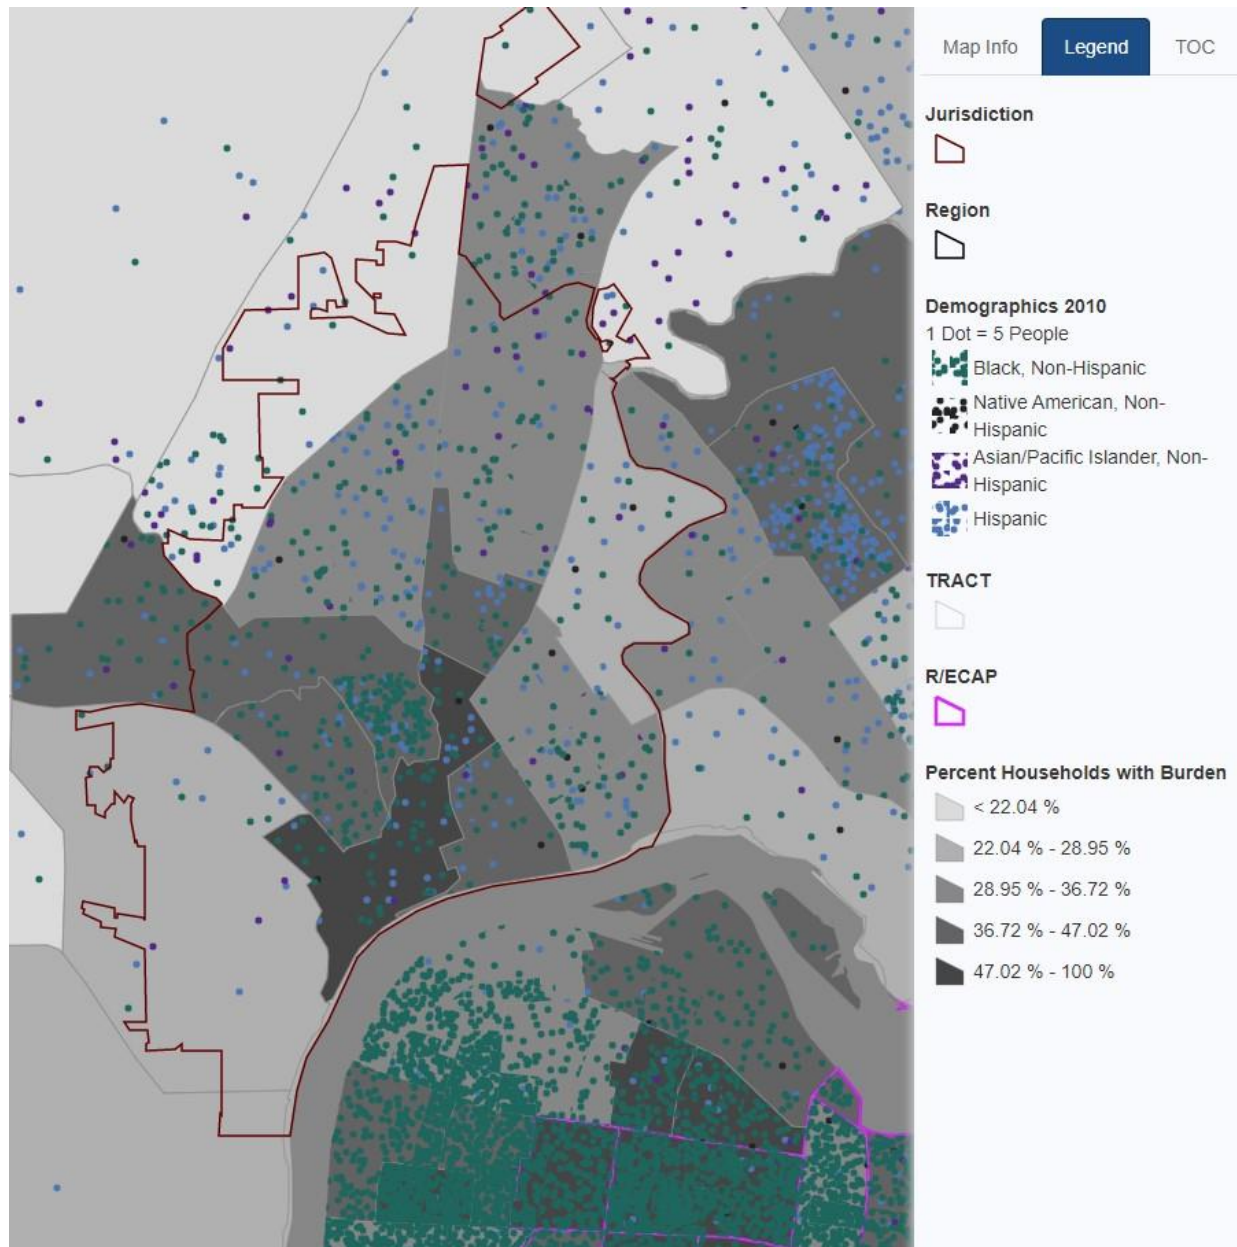 Map Info Legend TOC
Jurisdiction
Region
Demographics 2010
1 Dot = 5 People
Black, Non-Hispanic
Native American, Non-
Hispanic
Asian/Pacific Islander, Non-
Hispanic
Hispanic
TRACT
R/ECAP
Percent Households with Burden
< 22.04 %
22.04 % - 28.95 %
28.95 % - 36.72 %
36.72 % - 47.02 %
47.02 % - 100 %